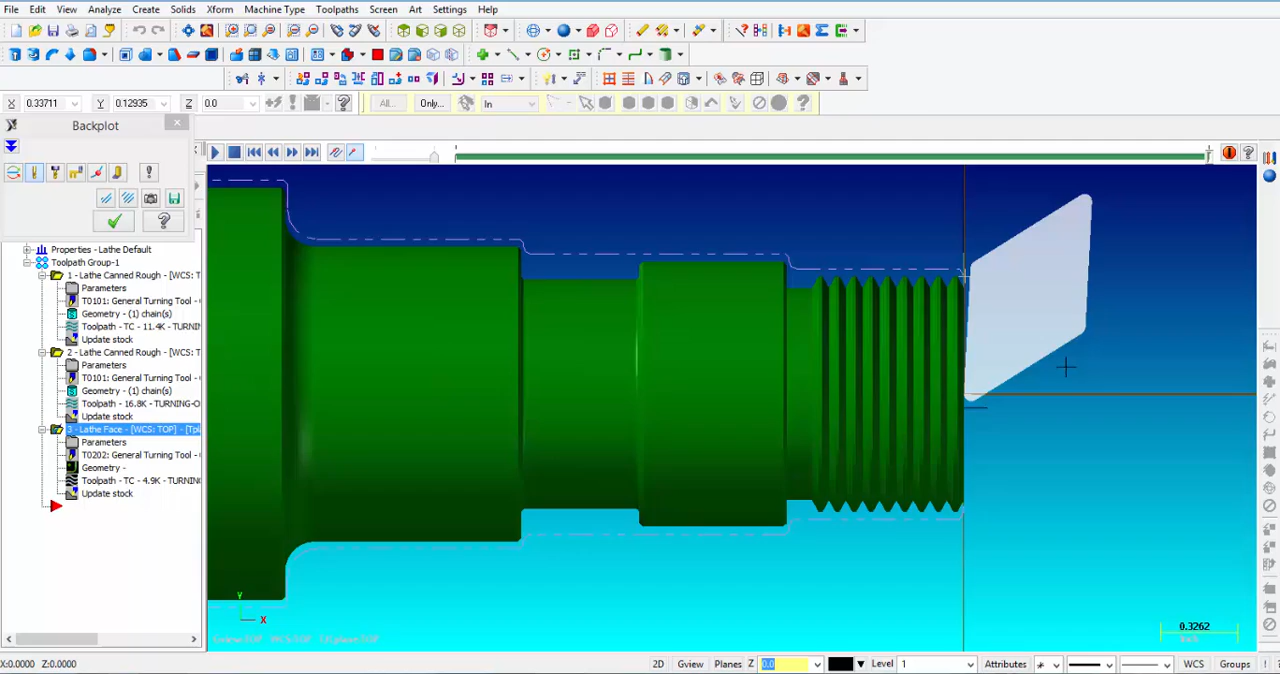 File Edit View Analyze Create Solids Xform Machine Type Toolpaths Screen Art Settings Help
X 0.33711 Y 0.12935 Z 0.0 All... Only... In
Backplot
Properties - Lathe Default
Toolpath Group-1
1 - Lathe Canned Rough - [WCS: T
Parameters
T0101: General Turning Tool -
Geometry - (1) chain(s)
Toolpath - TC - 11.4K - TURNIN
Update stock
2 - Lathe Canned Rough - [WCS: T
Parameters
T0101: General Turning Tool -
Geometry - (1) chain(s)
Toolpath - 16.8K - TURNING-O
Update stock
3 - Lathe Face - [WCS: TOP] - [Tpl
Parameters
T0202: General Turning Tool -
Geometry -
Toolpath - TC - 4.9K - TURNING
Update stock
Y
X
0.3262
Inch
X:0.0000 Z:0.0000 2D Gview Planes Z 0.0 Level 1 Attributes WCS Groups